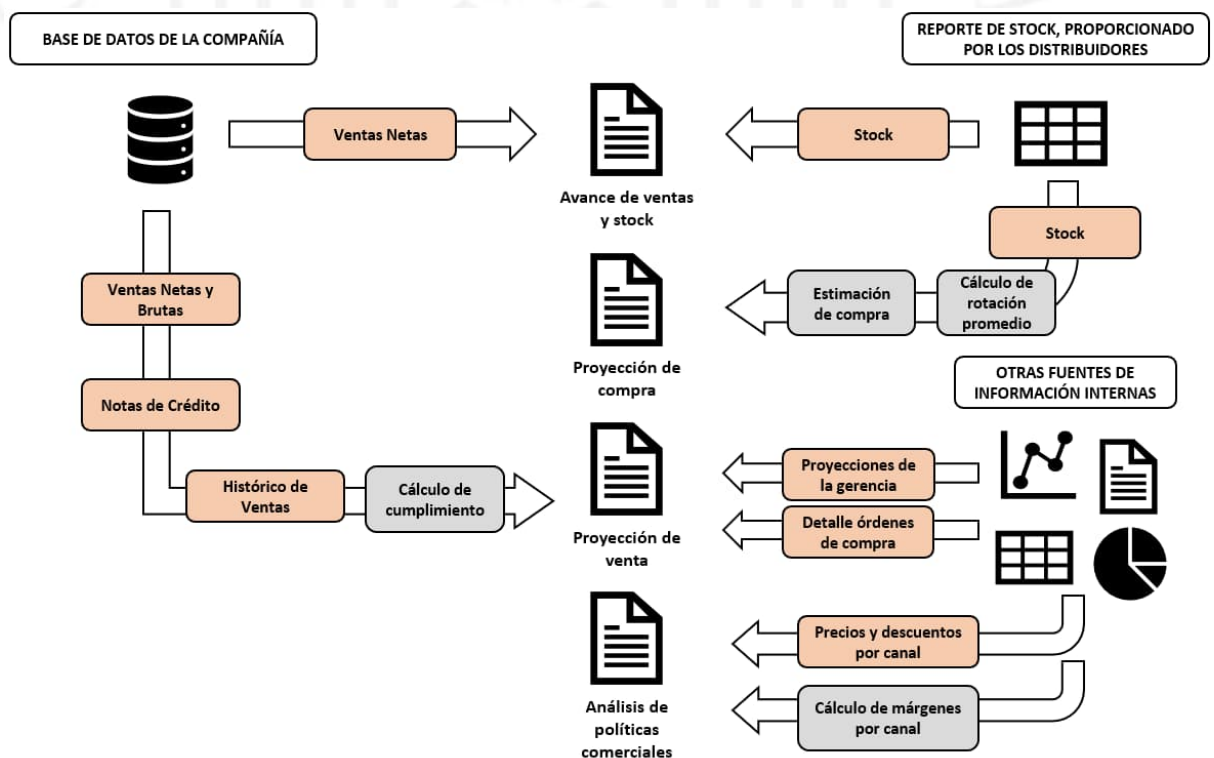 BASE DE DATOS DE LA COMPAÑÍA
REPORTE DE STOCK, PROPORCIONADO
POR LOS DISTRIBUIDORES
Ventas Netas
Stock
Avance de ventas
y stock
Stock
Ventas Netas y
Brutas
Estimación
de compra
Cálculo de
rotación
promedio
Proyección de
compra
OTRAS FUENTES DE
INFORMACIÓN INTERNAS
Notas de Crédito
Histórico de
Ventas
Cálculo de
cumplimiento
Proyecciones de
la gerencia
Detalle órdenes
de compra
Proyección de
venta
Precios y descuentos
por canal
Cálculo de márgenes
por canal
Análisis de
políticas
comerciales